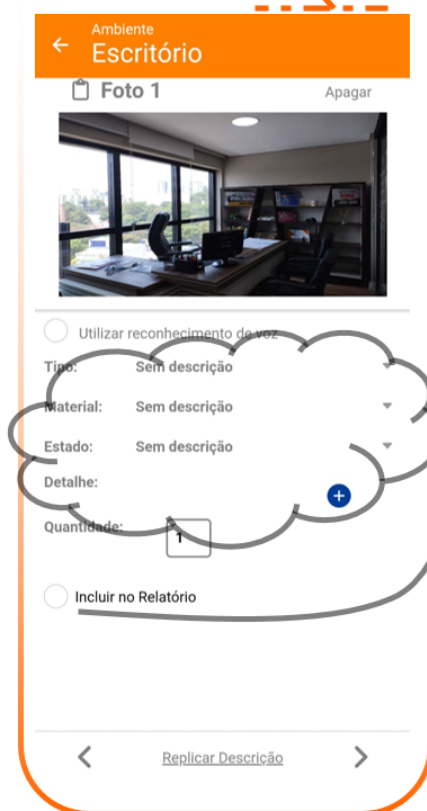 Ambiente
Escritório
Foto 1 Apagar
Utilizar reconhecimento de voz
Tipo: Sem descrição
Material: Sem descrição
Estado: Sem descrição
Detalhe:
Quantidade: 1
Incluir no Relatório
Replicar Descrição